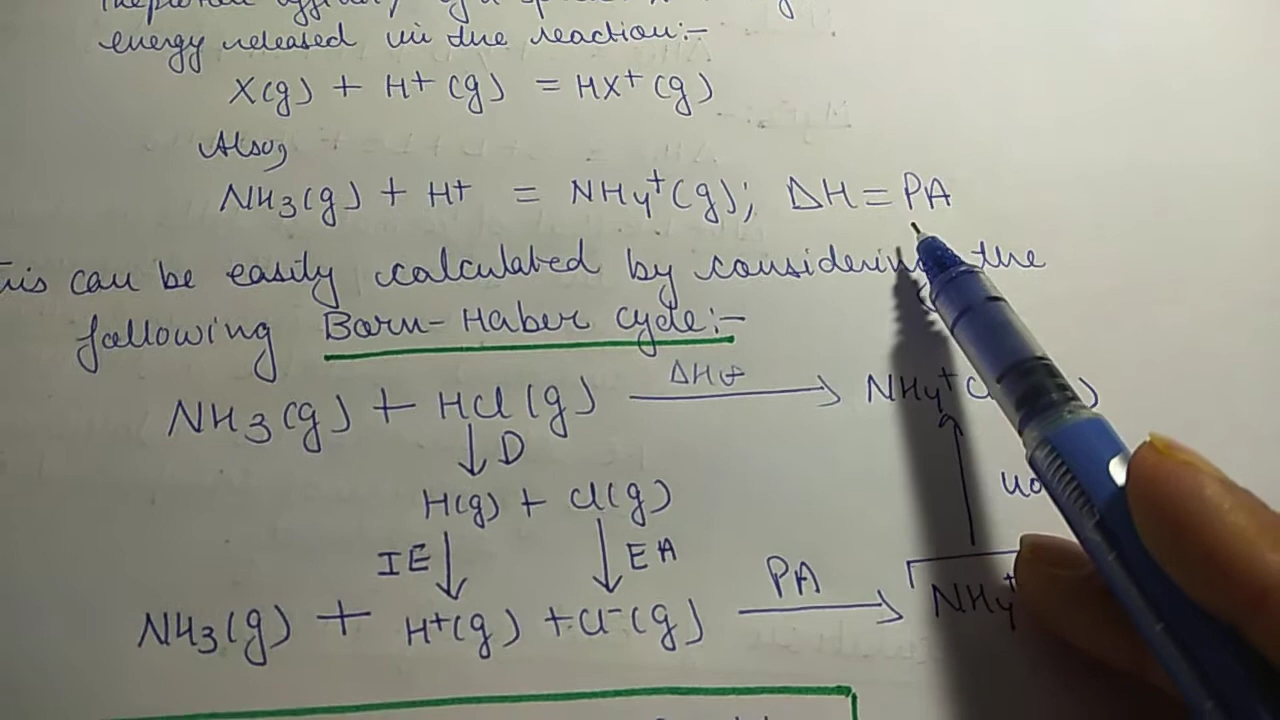 energy released in the reaction:-
X(g) + H+ (g) = HX+ (g)
Also,
NH3(g) + H+ = NH4+(g); ΔH = PA
can be easily calculated by considering the
following Born-Haber cycle:-
NH3(g) + HCl(g) ΔHf → NH4+
↓ D
H(g) + Cl(g)
IE ↓ ↓ EA
NH3(g) + H+(g) + Cl-(g) PA → NH4+